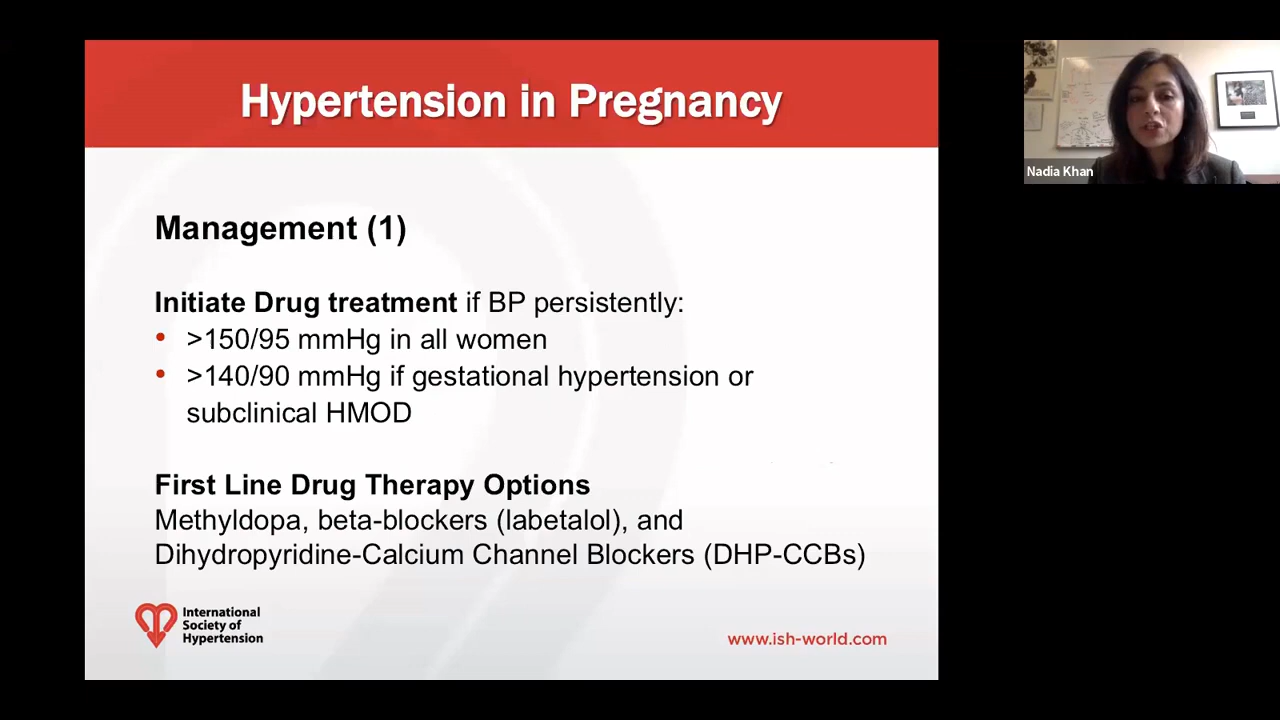 Hypertension in Pregnancy
Management (1)
Initiate Drug treatment if BP persistently:
• >150/95 mmHg in all women
• >140/90 mmHg if gestational hypertension or
subclinical HMOD
First Line Drug Therapy Options
Methyldopa, beta-blockers (labetalol), and
Dihydropyridine-Calcium Channel Blockers (DHP-CCBs)
International
Society of
Hypertension
www.ish-world.com
Nadia Khan